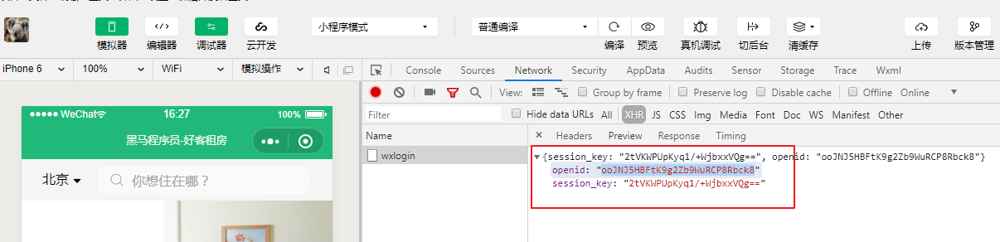 模拟器 编辑器 调试器 云开发 小程序模式 普通编译 编译 预览 真机调试 切后台 清缓存 上传 版本管理
iPhone 6 100% WiFi 模拟操作 Console Sources Network Security AppData Audits Sensor Storage Trace Wxml
View: Group by frame Preserve log Disable cache Offline Online
Filter Hide data URLs All XHR JS CSS Img Media Font Doc WS Manifest Other
WeChat 16:27 100%
Name Headers Preview Response Timing
黑马程序员-好客租房
wxlogin
{session_key: "2tVKWPUpKyq1/+WjbxxVQg==", openid: "ooJNJ5HBFtK9g2Zb9WuRCP8Rbck8"}
openid: "ooJNJ5HBFtK9g2Zb9WuRCP8Rbck8"
session_key: "2tVKWPUpKyq1/+WjbxxVQg=="
北京 你想住在哪？